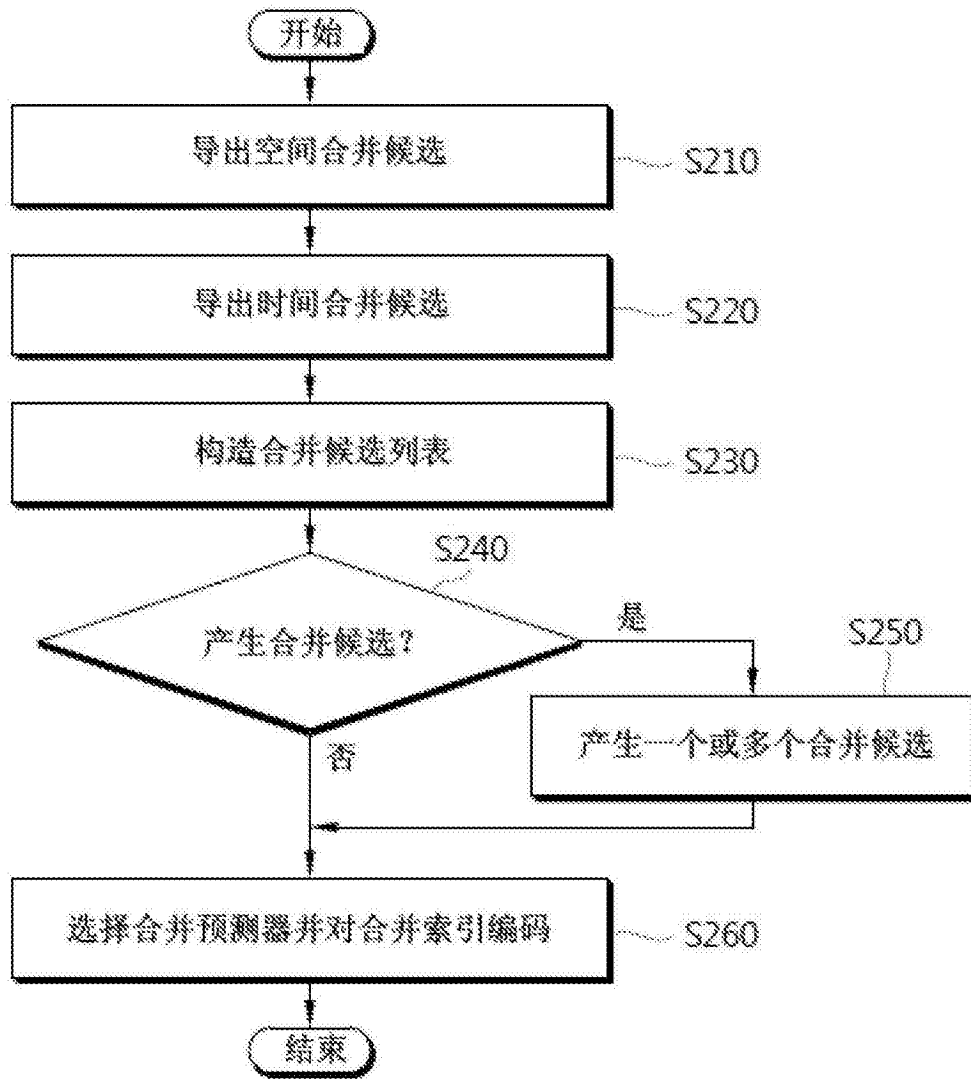 开始
导出空间合并候选
S210
导出时间合并候选
S220
构造合并候选列表
S230
S240
产生合并候选？
是
S250
产生一个或多个合并候选
否
选择合并预测器并对合并索引编码
S260
结束